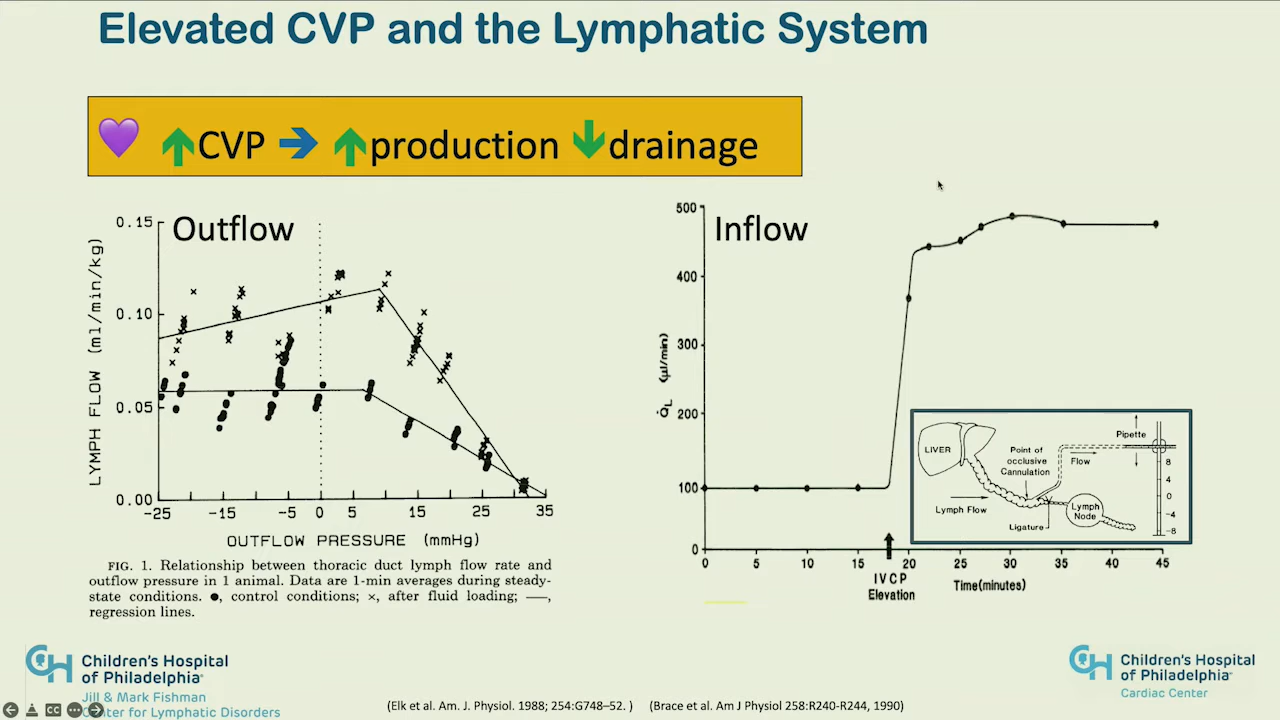 Elevated CVP and the Lymphatic System
CVP production drainage
Outflow
0.15
0.10
0.05
0.00
LYMPH FLOW (ml/min/kg)
-25 -15 -5 0 5 15 25 35
OUTFLOW PRESSURE (mmHg)
FIG. 1. Relationship between thoracic duct lymph flow rate and
outflow pressure in 1 animal. Data are 1-min averages during steady-
state conditions. ●, control conditions; ×, after fluid loading; —,
regression lines.
Inflow
500
400
300
200
100
0
Q̇L (µl/min)
0 5 10 15 20 25 30 35 40 45
IVCP
Elevation
Time(minutes)
LIVER
Point of
occlusive
Cannulation
Pipette
Flow
Lymph Flow
Ligature
Lymph
Node
8
4
0
-4
-8
Children's Hospital
of Philadelphia
Jill & Mark Fishman
Center for Lymphatic Disorders
CC
(Elk et al. Am. J. Physiol. 1988; 254:G748–52. ) (Brace et al. Am J Physiol 258:R240-R244, 1990)
Children's Hospital
of Philadelphia
Cardiac Center